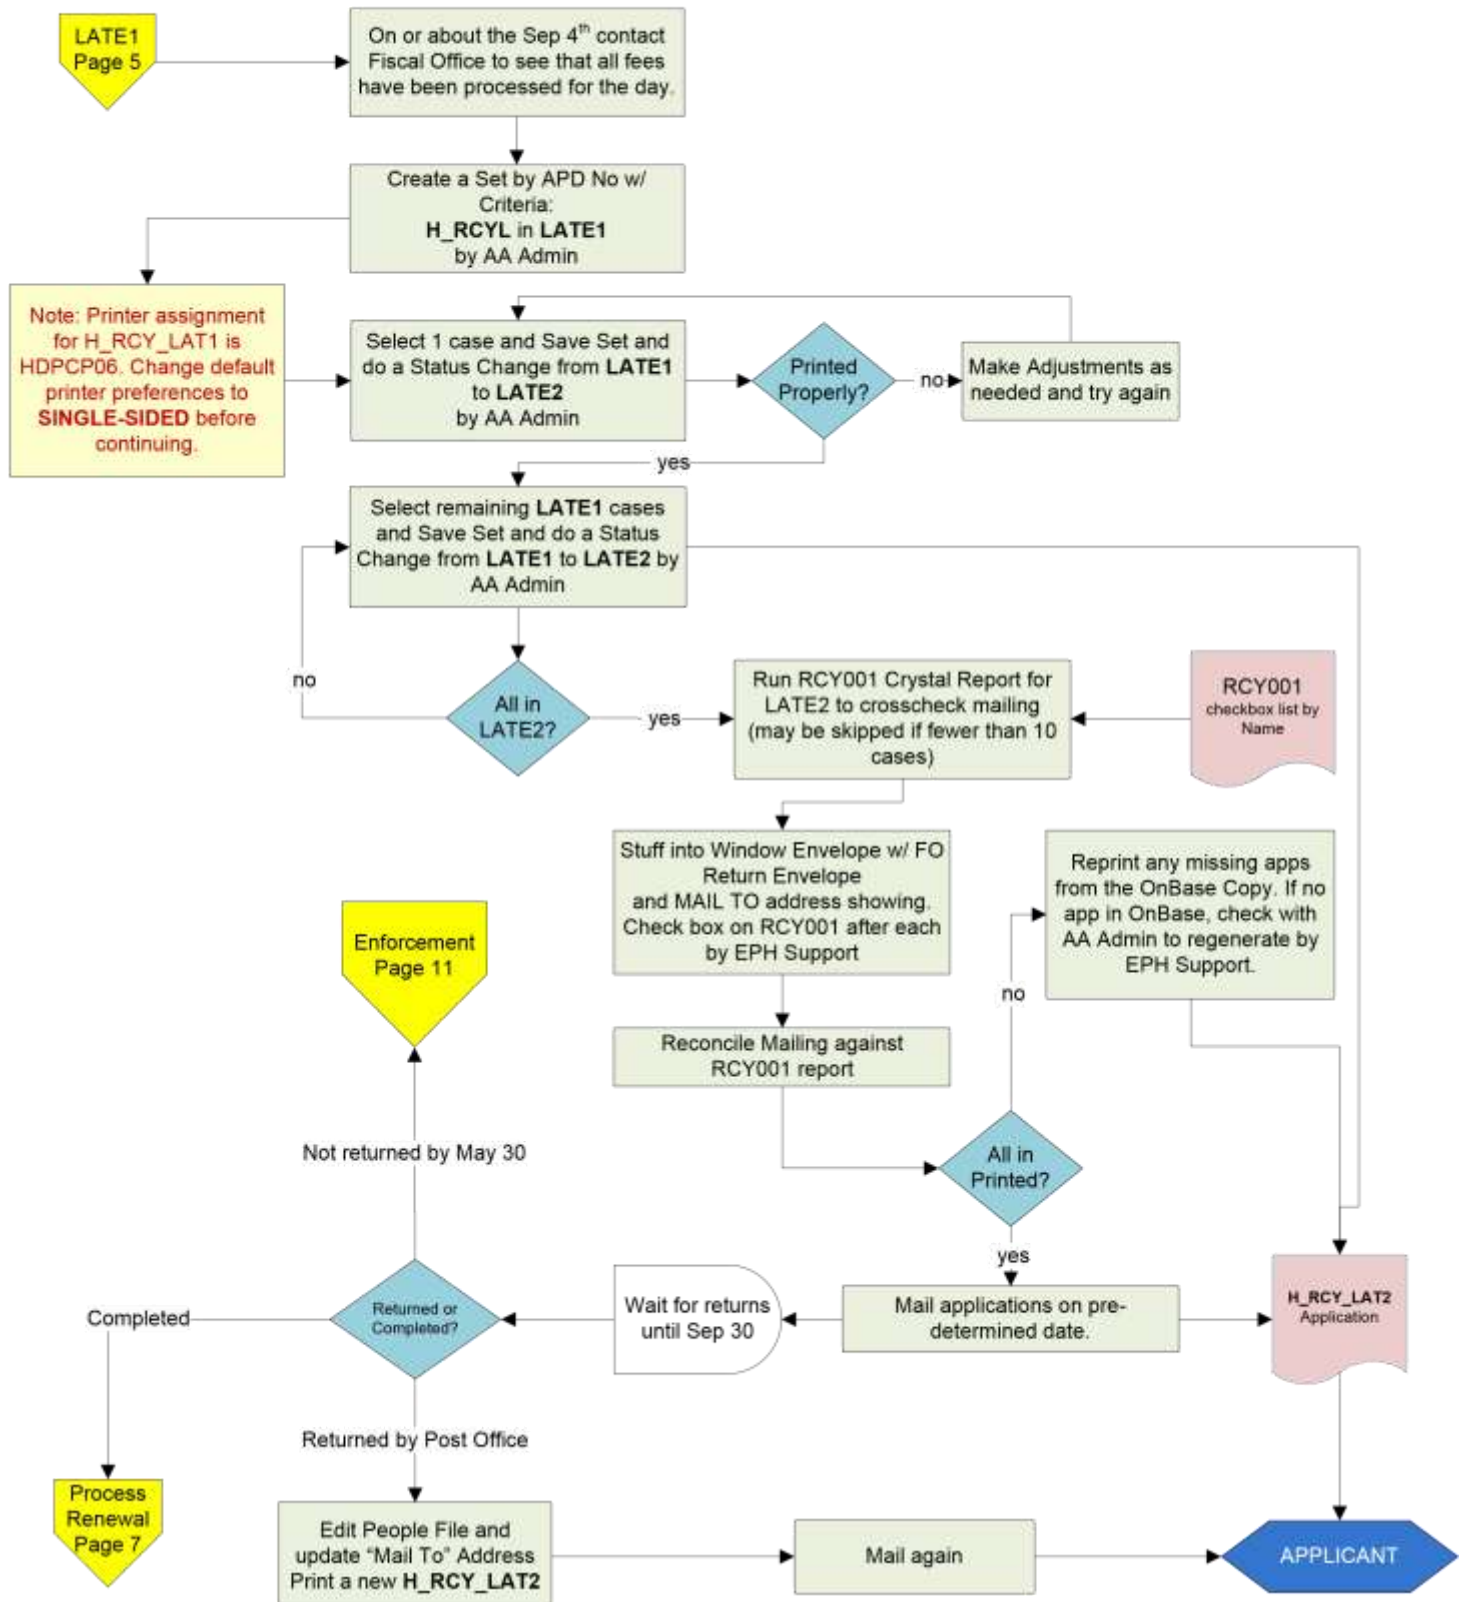 LATE1
Page 5
On or about the Sep 4th contact
Fiscal Office to see that all fees
have been processed for the day.
Create a Set by APD No w/
Criteria:
H_RCYL in LATE1
by AA Admin
Note: Printer assignment
for H_RCY_LAT1 is
HDPCP06. Change default
printer preferences to
SINGLE-SIDED before
continuing.
Select 1 case and Save Set and
do a Status Change from LATE1
to LATE2
by AA Admin
Printed
Properly?
no
Make Adjustments as
needed and try again
yes
Select remaining LATE1 cases
and Save Set and do a Status
Change from LATE1 to LATE2 by
AA Admin
no
All in
LATE2?
yes
Run RCY001 Crystal Report for
LATE2 to crosscheck mailing
(may be skipped if fewer than 10
cases)
RCY001
checkbox list by
Name
Stuff into Window Envelope w/ FO
Return Envelope
and MAIL TO address showing.
Check box on RCY001 after each
by EPH Support
Reprint any missing apps
from the OnBase Copy. If no
app in OnBase, check with
AA Admin to regenerate by
EPH Support.
Enforcement
Page 11
no
Reconcile Mailing against
RCY001 report
Not returned by May 30
All in
Printed?
yes
Completed
Returned or
Completed?
Wait for returns
until Sep 30
Mail applications on pre-
determined date.
H_RCY_LAT2
Application
Returned by Post Office
Process
Renewal
Page 7
Edit People File and
update “Mail To” Address
Print a new H_RCY_LAT2
Mail again
APPLICANT